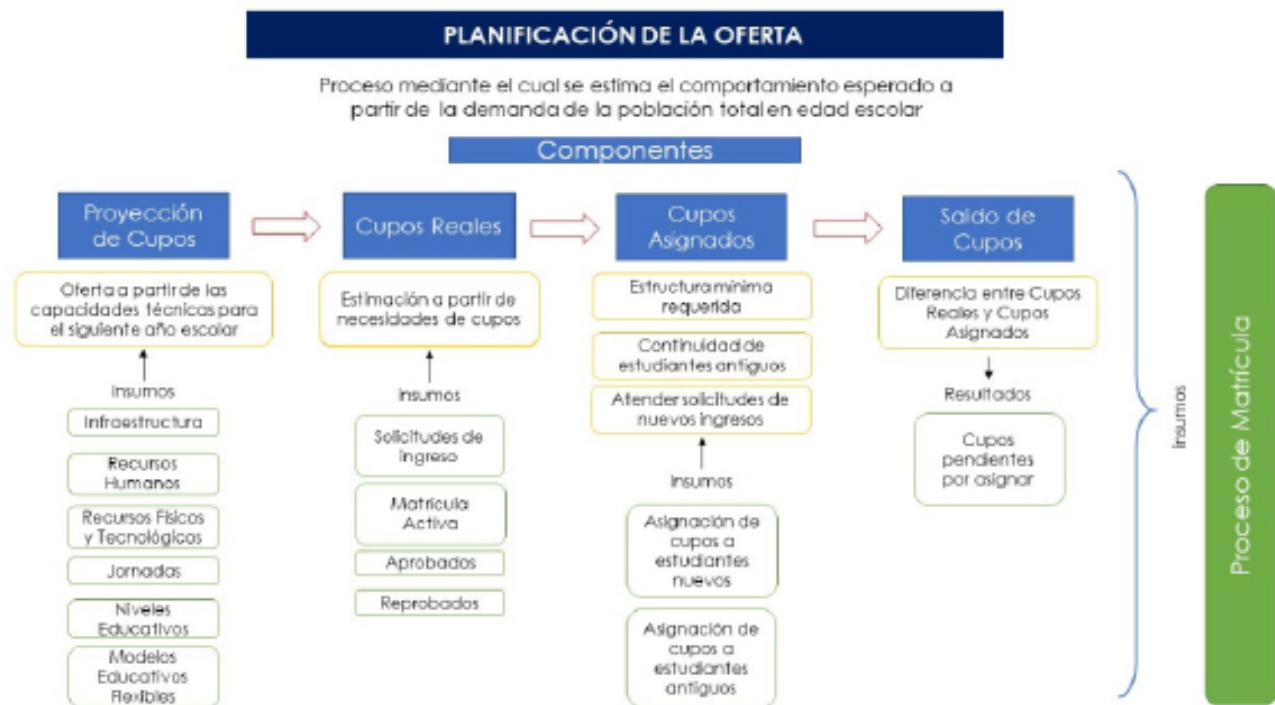 PLANIFICACIÓN DE LA OFERTA
Proceso mediante el cual se estima el comportamiento esperado a
partir de la demanda de la población total en edad escolar
Componentes
Proyección
de Cupos
Oferta a partir de las
capacidades técnicas para
el siguiente año escolar
Insumos
Infraestructura
Recursos
Humanos
Recursos Físicos
y Tecnológicos
Jornadas
Niveles
Educativos
Modelos
Educativos
Flexibles
Cupos Reales
Estimación a partir de
necesidades de cupos
Insumos
Solicitudes de
ingreso
Matrícula
Activa
Aprobados
Reprobados
Cupos
Asignados
Estructura mínima
requerida
Continuidad de
estudiantes antiguos
Atender solicitudes de
nuevos ingresos
Insumos
Asignación de
cupos a
estudiantes
nuevos
Asignación de
cupos a
estudiantes
antiguos
Saldo de
Cupos
Diferencia entre Cupos
Reales y Cupos
Asignados
Resultados
Cupos
pendientes
por asignar
Insumos
Proceso de Matrícula